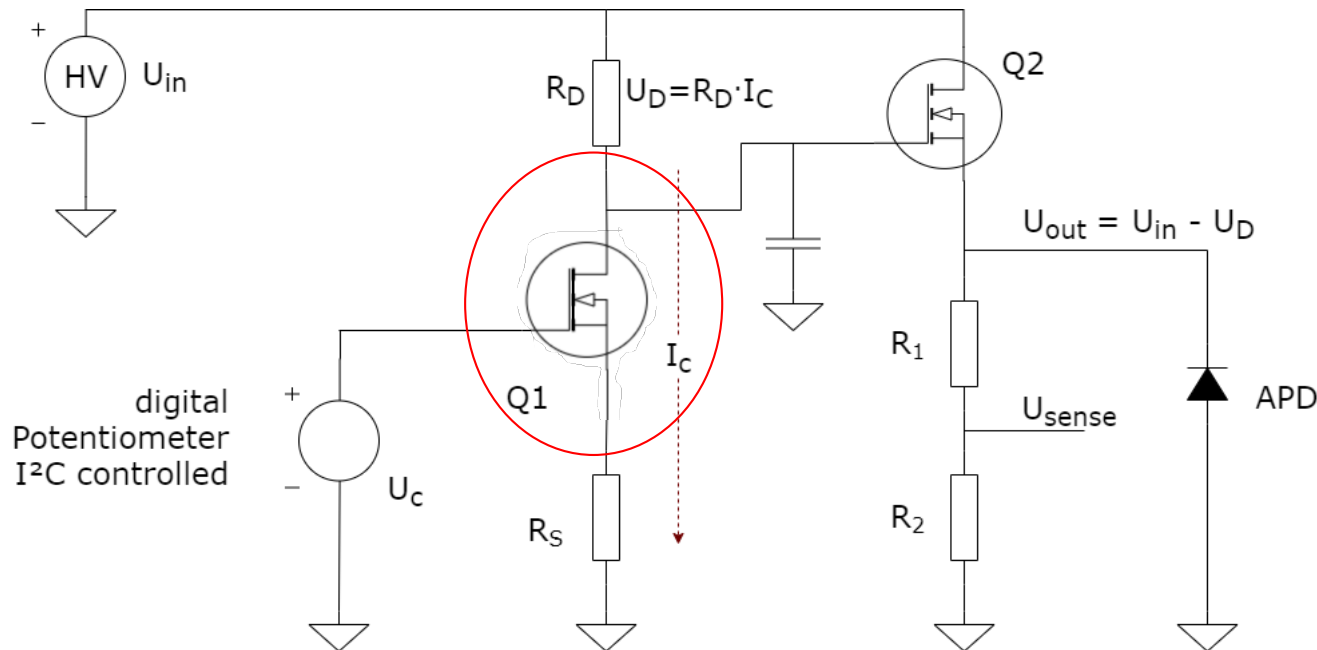 +
HV
U_in
−
R_D
U_D=R_D·I_C
Q2
U_out = U_in - U_D
R_1
I_c
Q1
digital
Potentiometer
I²C controlled
+
−
U_c
U_sense
APD
R_S
R_2